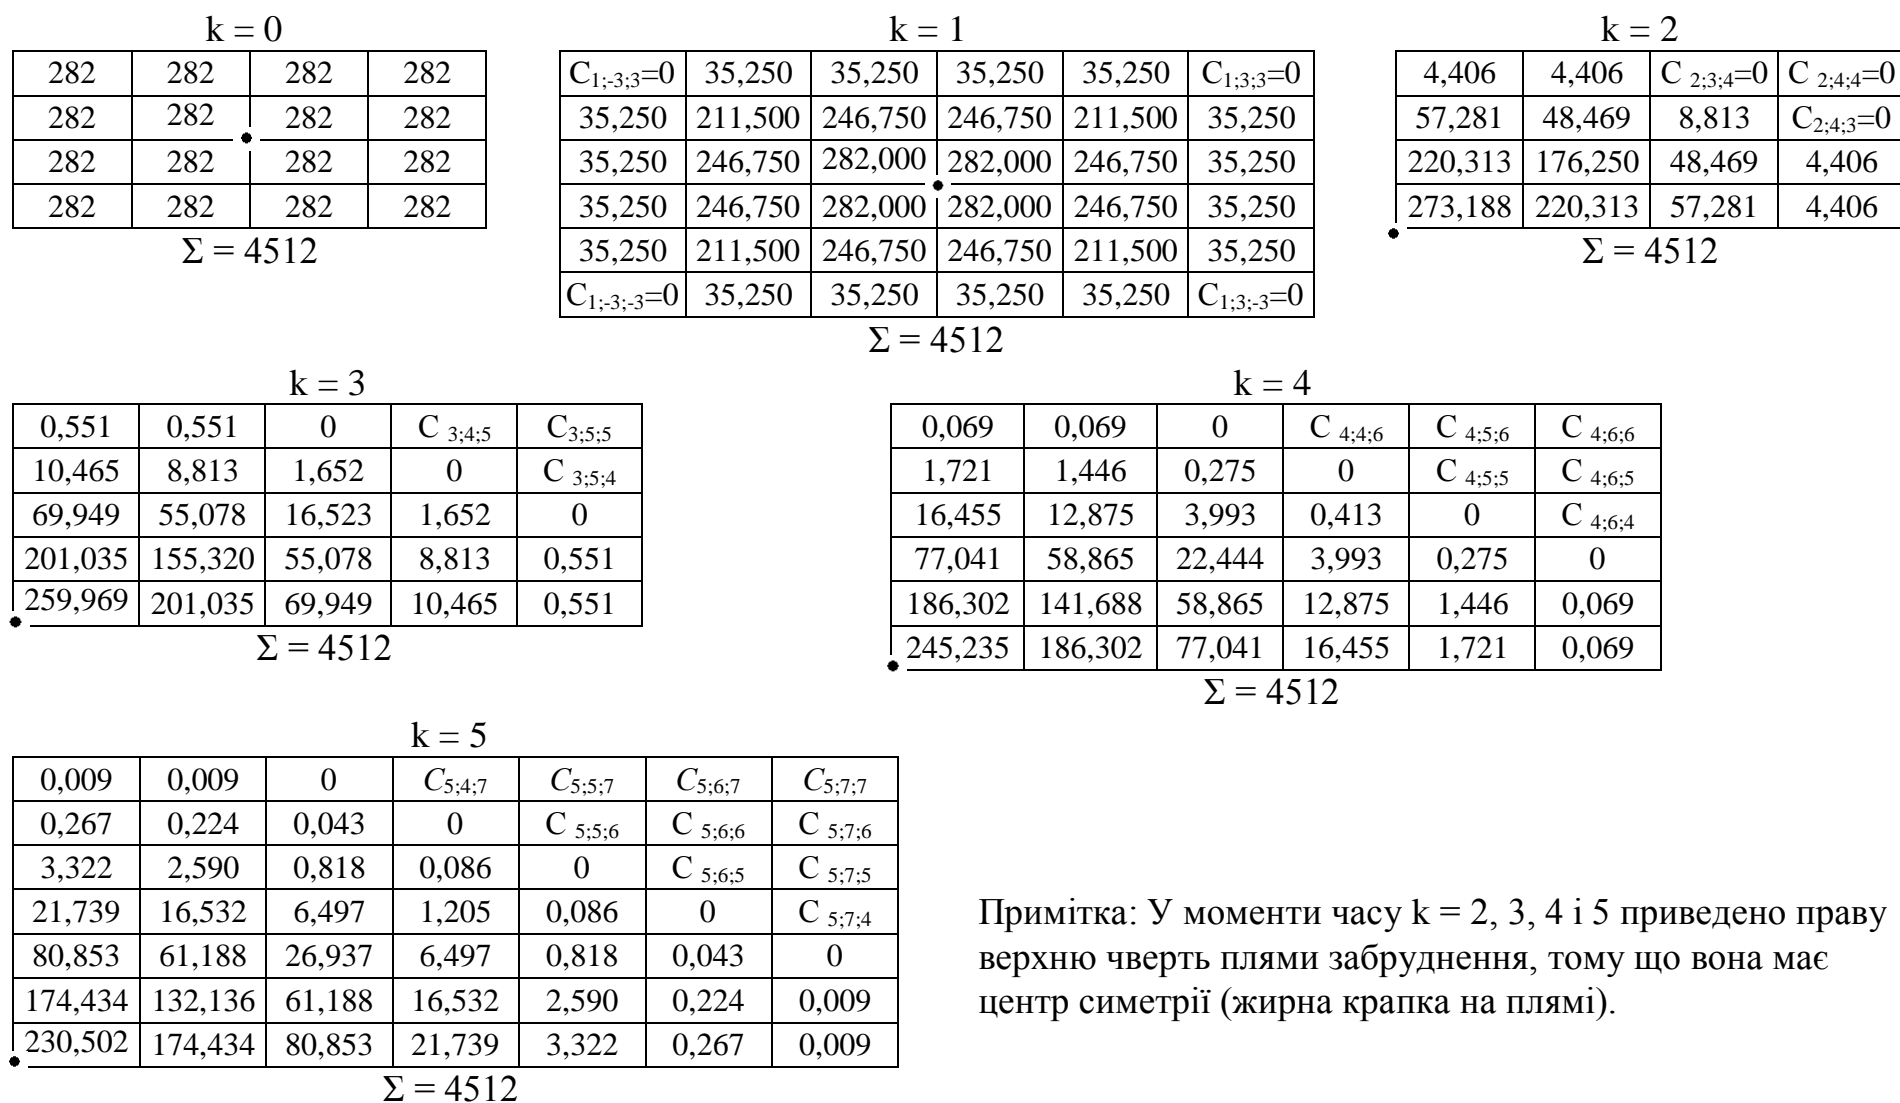 k = 0
282 282 282 282
282 282 282 282
282 282 282 282
282 282 282 282
Σ = 4512
k = 1
C1;-3;3=0 35,250 35,250 35,250 35,250 C1;3;3=0
35,250 211,500 246,750 246,750 211,500 35,250
35,250 246,750 282,000 282,000 246,750 35,250
35,250 246,750 282,000 282,000 246,750 35,250
35,250 211,500 246,750 246,750 211,500 35,250
C1;-3;-3=0 35,250 35,250 35,250 35,250 C1;3;-3=0
Σ = 4512
k = 2
4,406 4,406 C 2;3;4=0 C 2;4;4=0
57,281 48,469 8,813 C2;4;3=0
220,313 176,250 48,469 4,406
273,188 220,313 57,281 4,406
Σ = 4512
k = 3
0,551 0,551 0 C 3;4;5 C3;5;5
10,465 8,813 1,652 0 C 3;5;4
69,949 55,078 16,523 1,652 0
201,035 155,320 55,078 8,813 0,551
259,969 201,035 69,949 10,465 0,551
Σ = 4512
k = 4
0,069 0,069 0 C 4;4;6 C 4;5;6 C 4;6;6
1,721 1,446 0,275 0 C 4;5;5 C 4;6;5
16,455 12,875 3,993 0,413 0 C 4;6;4
77,041 58,865 22,444 3,993 0,275 0
186,302 141,688 58,865 12,875 1,446 0,069
245,235 186,302 77,041 16,455 1,721 0,069
Σ = 4512
k = 5
0,009 0,009 0 C5;4;7 C5;5;7 C5;6;7 C5;7;7
0,267 0,224 0,043 0 C 5;5;6 C 5;6;6 C 5;7;6
3,322 2,590 0,818 0,086 0 C 5;6;5 C 5;7;5
21,739 16,532 6,497 1,205 0,086 0 C 5;7;4
80,853 61,188 26,937 6,497 0,818 0,043 0
174,434 132,136 61,188 16,532 2,590 0,224 0,009
230,502 174,434 80,853 21,739 3,322 0,267 0,009
Σ = 4512
Примітка: У моменти часу k = 2, 3, 4 і 5 приведено праву
верхню чверть плями забруднення, тому що вона має
центр симетрії (жирна крапка на плямі).